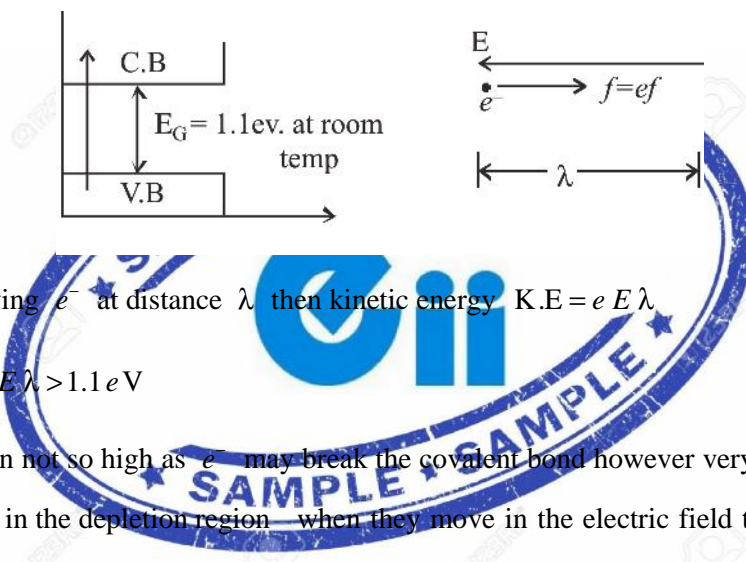 C.B
E_G = 1.1ev. at room
temp
V.B
E
e⁻
f=ef
λ
ving e⁻ at distance λ then kinetic energy K.E = e E λ
E λ > 1.1 e V
n not so high as e⁻ may break the covalent bond however very
in the depletion region when they move in the electric field t
eii
SAMPLE
SAMPLE